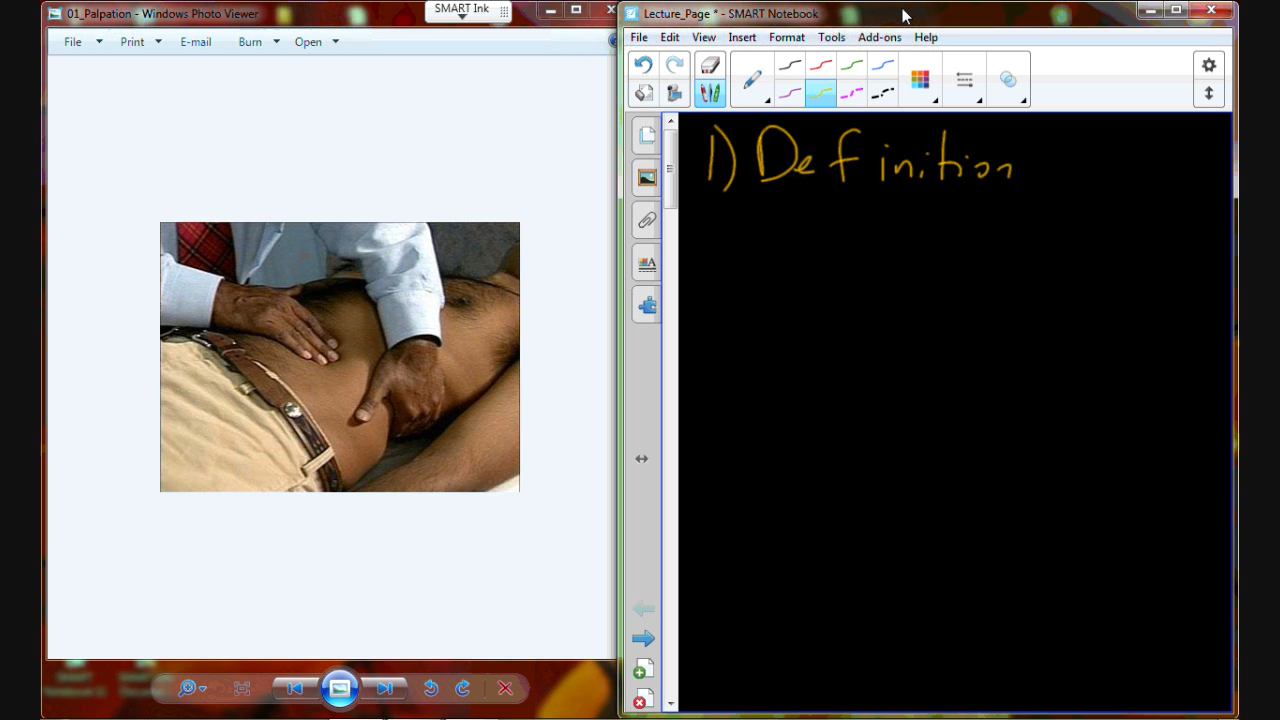 01_Palpation - Windows Photo Viewer
SMART Ink
Lecture_Page * - SMART Notebook
File Print E-mail Burn Open
File Edit View Insert Format Tools Add-ons Help
1) Definition